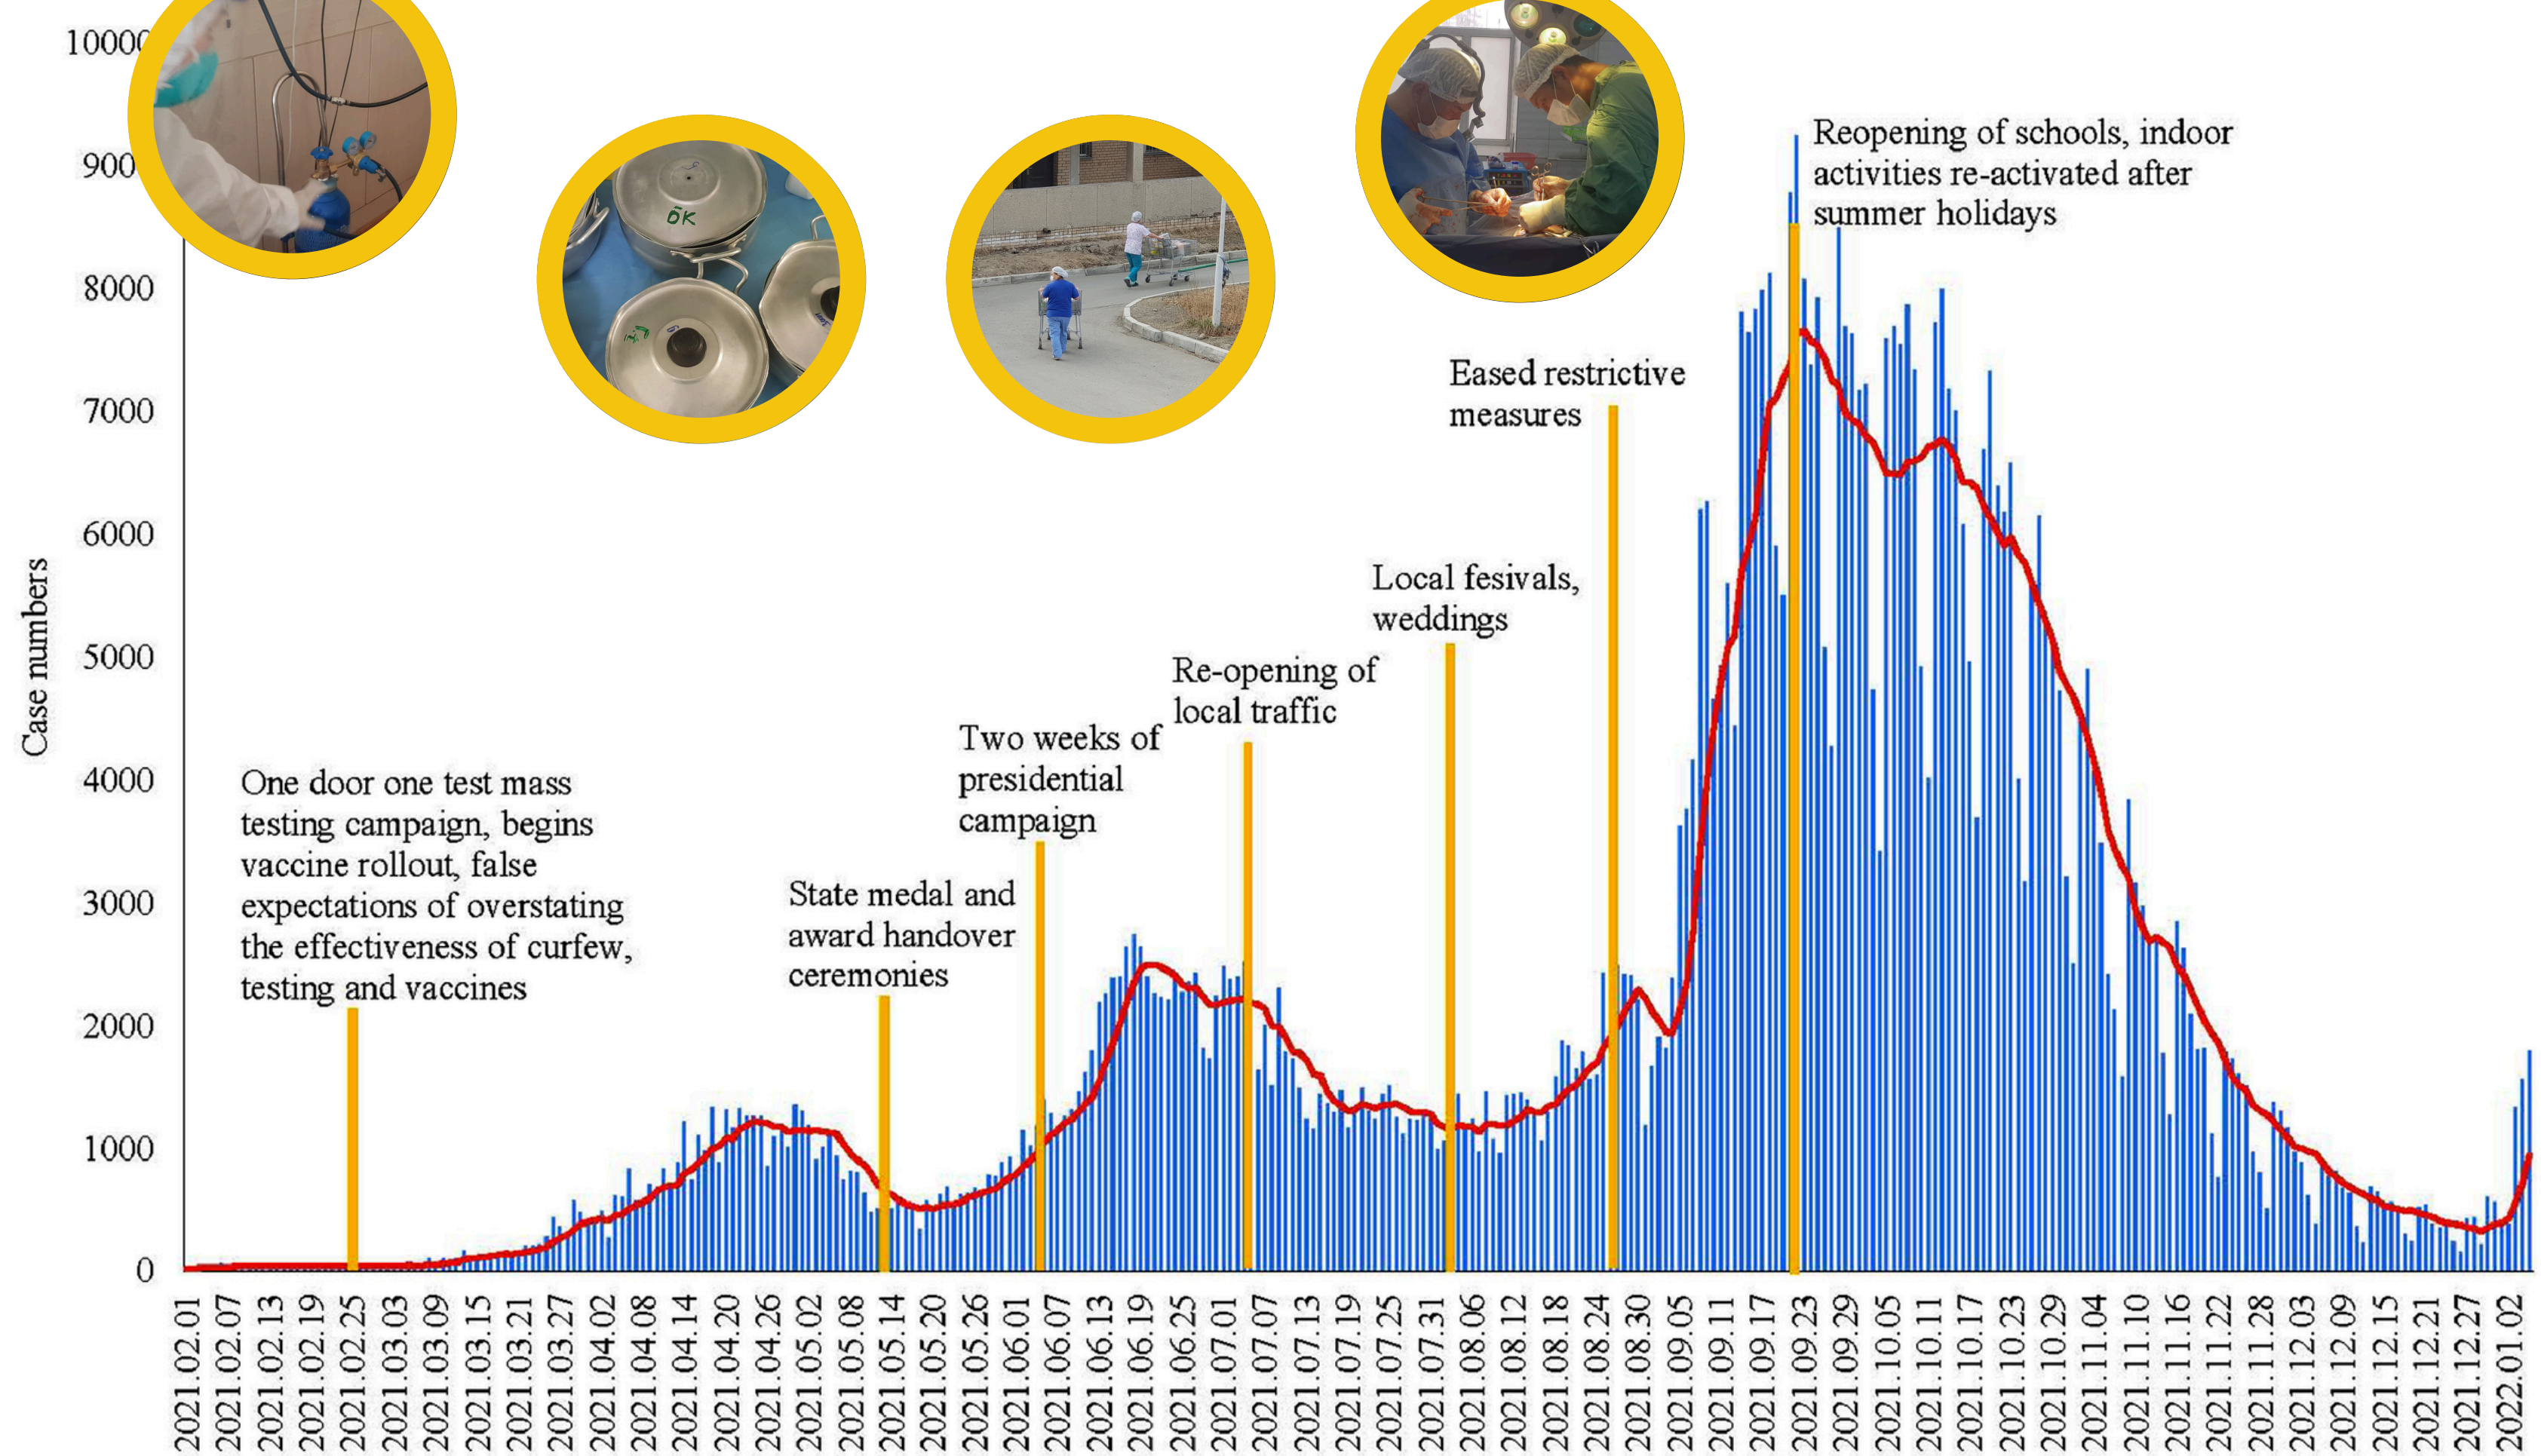 10000
900
8000
7000
6000
5000
4000
3000
2000
1000
0
Case numbers
OK
One door one test mass
testing campaign, begins
vaccine rollout, false
expectations of overstating
the effectiveness of curfew,
testing and vaccines
State medal and
award handover
ceremonies
Two weeks of
presidential
campaign
Re-opening of
local traffic
Local fesivals,
weddings
Eased restrictive
measures
Reopening of schools, indoor
activities re-activated after
summer holidays
2021.02.01
2021.02.07
2021.02.13
2021.02.19
2021.02.25
2021.03.03
2021.03.09
2021.03.15
2021.03.21
2021.03.27
2021.04.02
2021.04.08
2021.04.14
2021.04.20
2021.04.26
2021.05.02
2021.05.08
2021.05.14
2021.05.20
2021.05.26
2021.06.01
2021.06.07
2021.06.13
2021.06.19
2021.06.25
2021.07.01
2021.07.07
2021.07.13
2021.07.19
2021.07.25
2021.07.31
2021.08.06
2021.08.12
2021.08.18
2021.08.24
2021.08.30
2021.09.05
2021.09.11
2021.09.17
2021.09.23
2021.09.29
2021.10.05
2021.10.11
2021.10.17
2021.10.23
2021.10.29
2021.11.04
2021.11.10
2021.11.16
2021.11.22
2021.11.28
2021.12.03
2021.12.09
2021.12.15
2021.12.21
2021.12.27
2022.01.02